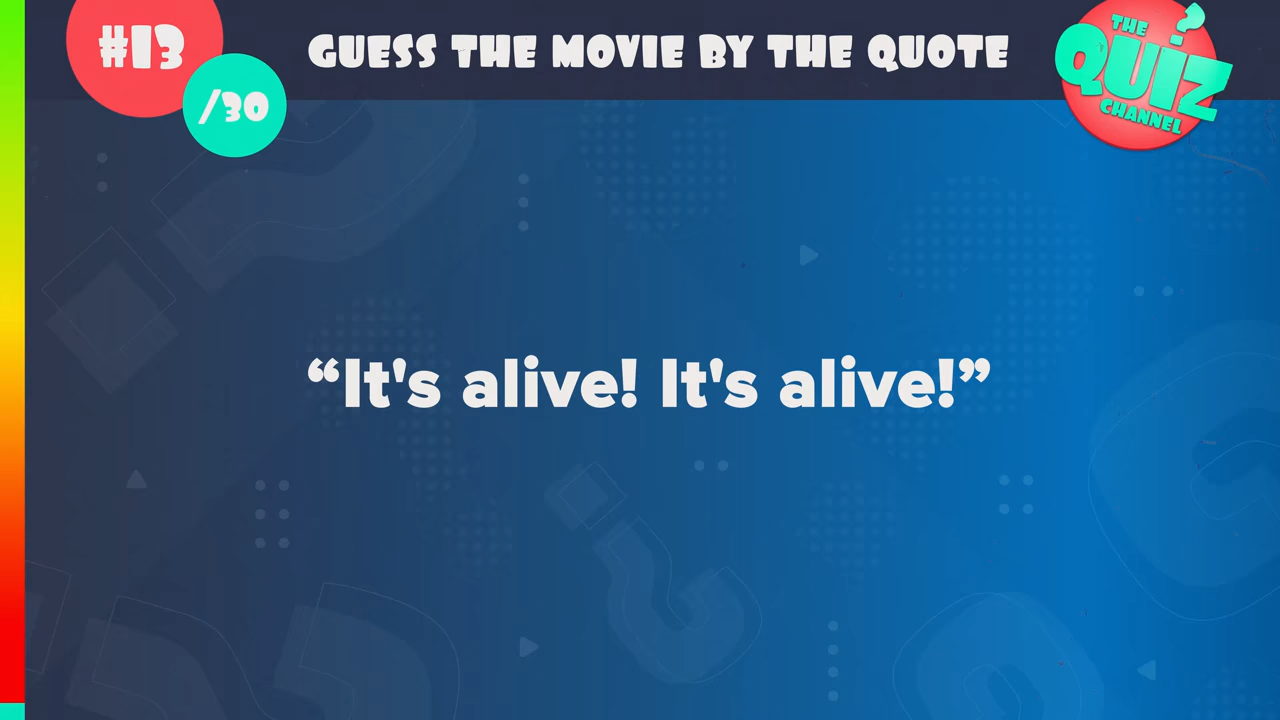 #13
/30
GUESS THE MOVIE BY THE QUOTE
THE
QUIZ
CHANNEL
“It's alive! It's alive!”